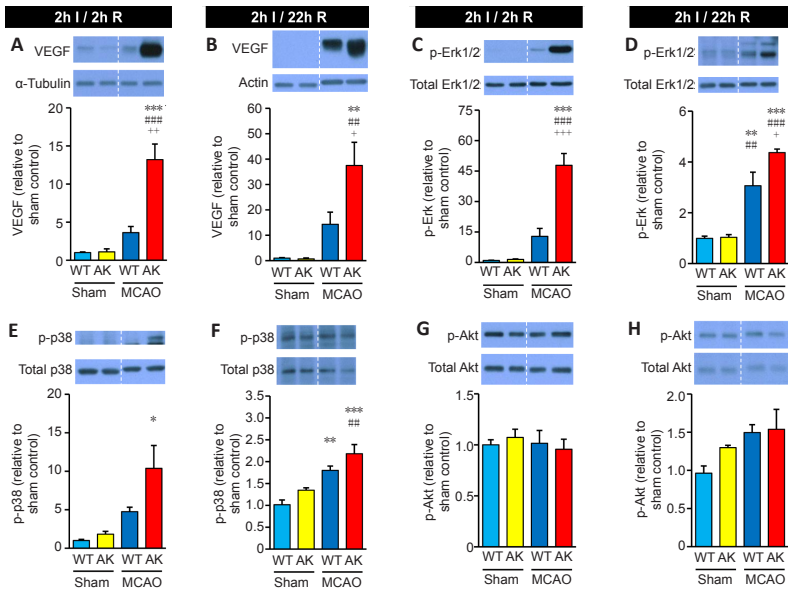 2h I / 2h R
2h I / 22h R
2h I / 2h R
2h I / 22h R
A
VEGF
α-Tubulin
VEGF (relative to
sham control)
20
15
10
5
0
***
###
++
WT AK WT AK
Sham MCAO
B
VEGF
Actin
VEGF (relative to
sham control)
60
50
40
30
20
10
0
**
##
+
WT AK WT AK
Sham MCAO
C
p-Erk1/2
Total Erk1/2
p-Erk (relative to
sham control)
75
60
45
30
15
0
***
###
+++
WT AK WT AK
Sham MCAO
D
p-Erk1/2
Total Erk1/2
p-Erk (relative to
sham control)
6
4
2
0
**
##
***
###
+
WT AK WT AK
Sham MCAO
E
p-p38
Total p38
p-p38 (relative to
sham control)
20
15
10
5
0
*
WT AK WT AK
Sham MCAO
F
p-p38
Total p38
p-p38 (relative to
sham control)
3.5
3.0
2.5
2.0
1.5
1.0
0.5
0
**
***
##
WT AK WT AK
Sham MCAO
G
p-Akt
Total Akt
p-Akt (relative to
sham control)
1.5
1.0
0.5
0
WT AK WT AK
Sham MCAO
H
p-Akt
Total Akt
p-Akt (relative to
sham control)
2.0
1.5
1.0
0.5
0
WT AK WT AK
Sham MCAO